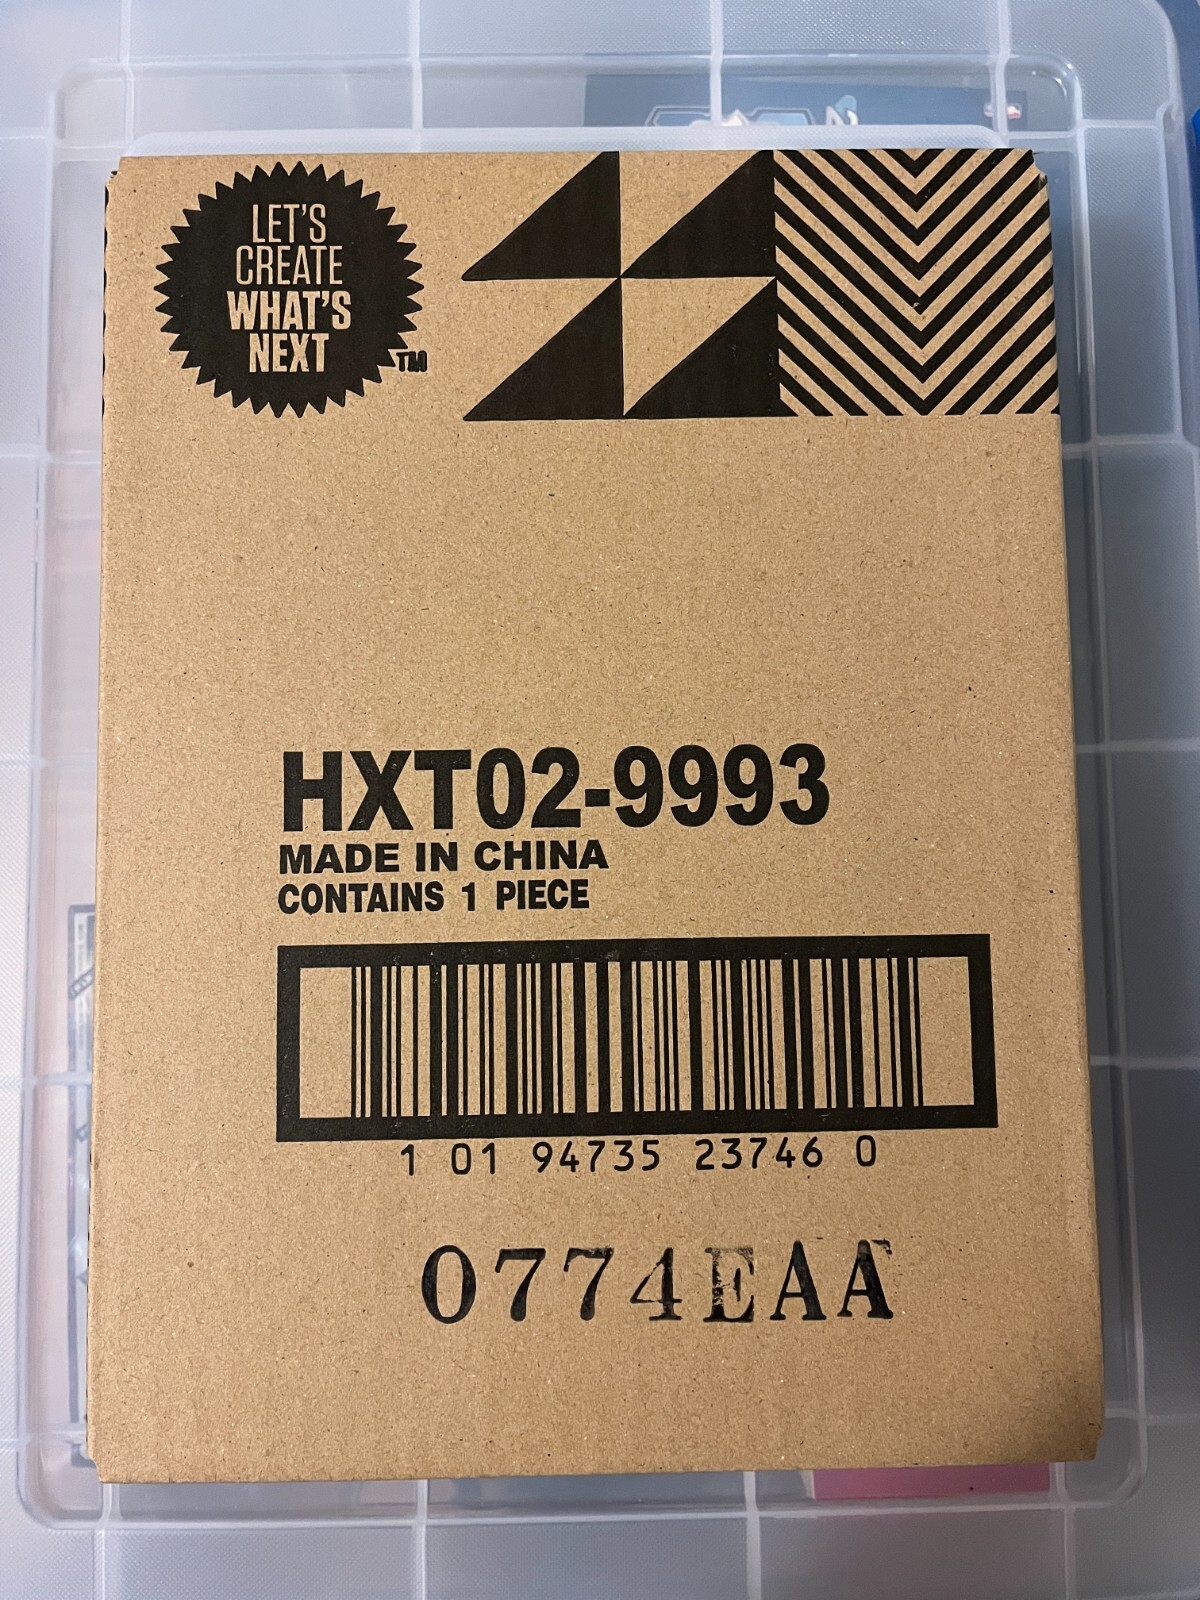 LET'S
CREATE
WHAT'S
NEXT
TM
HXT02-9993
MADE IN CHINA
CONTAINS 1 PIECE
1 01 94735 23746 0
0774EAA